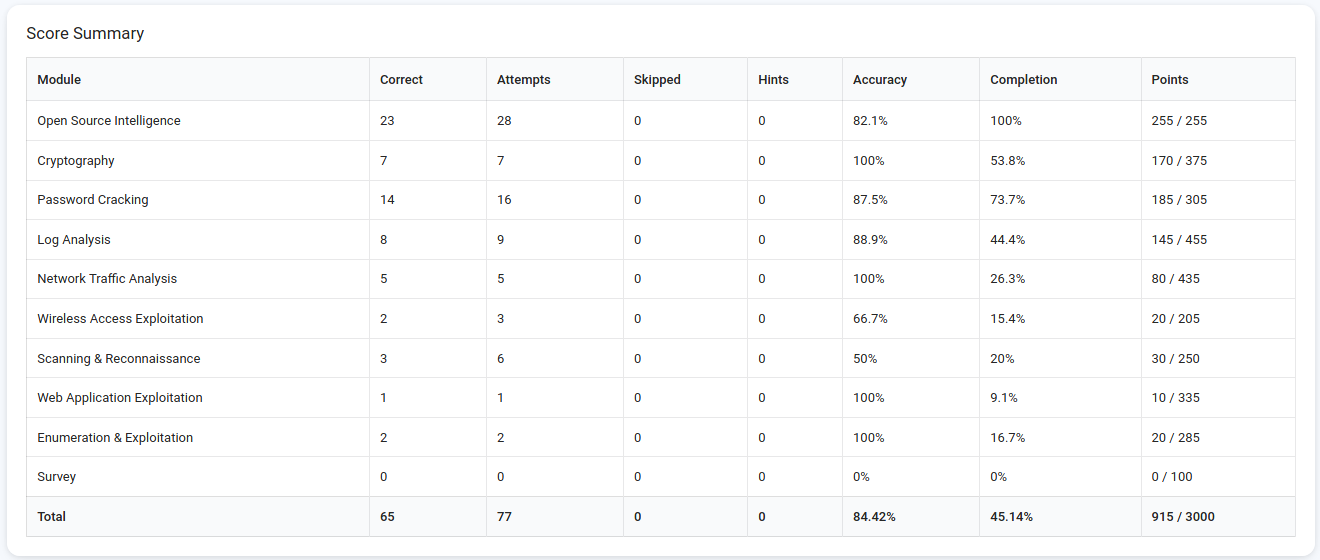 Score Summary
Module Correct Attempts Skipped Hints Accuracy Completion Points
Open Source Intelligence 23 28 0 0 82.1% 100% 255 / 255
Cryptography 7 7 0 0 100% 53.8% 170 / 375
Password Cracking 14 16 0 0 87.5% 73.7% 185 / 305
Log Analysis 8 9 0 0 88.9% 44.4% 145 / 455
Network Traffic Analysis 5 5 0 0 100% 26.3% 80 / 435
Wireless Access Exploitation 2 3 0 0 66.7% 15.4% 20 / 205
Scanning & Reconnaissance 3 6 0 0 50% 20% 30 / 250
Web Application Exploitation 1 1 0 0 100% 9.1% 10 / 335
Enumeration & Exploitation 2 2 0 0 100% 16.7% 20 / 285
Survey 0 0 0 0 0% 0% 0 / 100
Total 65 77 0 0 84.42% 45.14% 915 / 3000